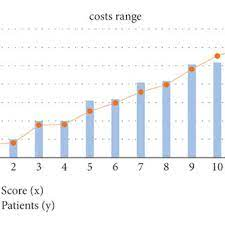 costs range
2 3 4 5 6 7 8 9 10
Score (x)
Patients (y)